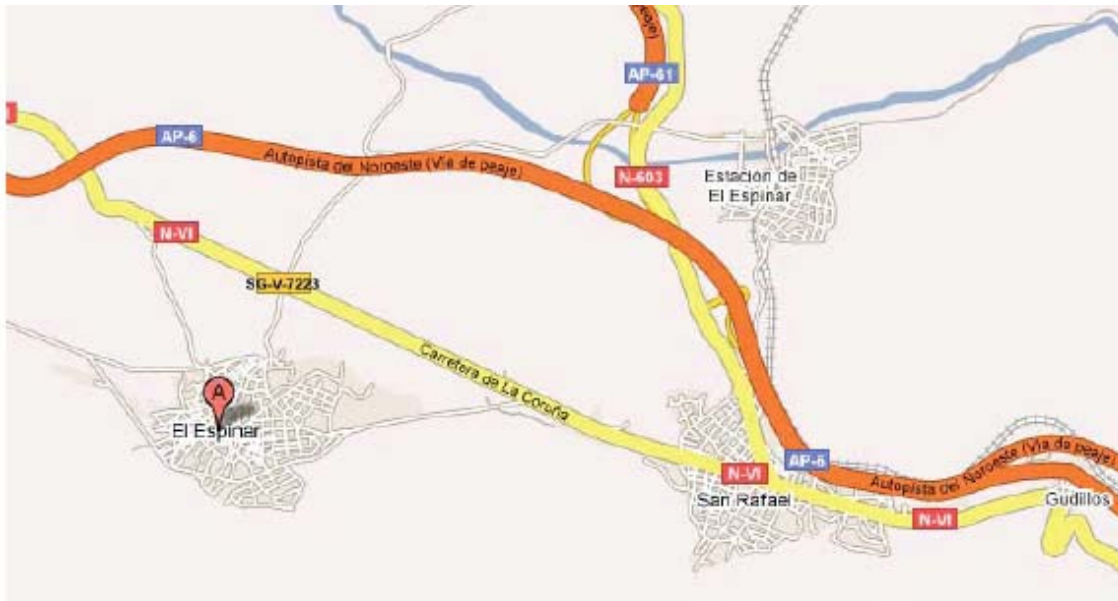 AP-61
AP-6
Autopista del Noroeste (Vía de peaje)
N-603
Estación de
El Espinar
N-VI
SG-V-7223
Carretera de La Coruña
A
El Espinar
N-VI
AP-6
San Rafael
Autopista del Noroeste (Vía de peaje)
Gudillos
N-VI